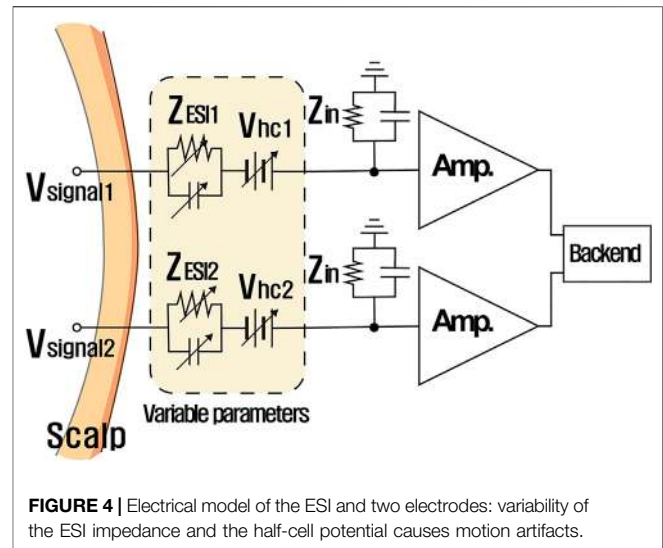 ZESI1
Vhc1
Zin
Amp.
Vsignal1
Backend
ZESI2
Vhc2
Zin
Amp.
Vsignal2
Variable parameters
Scalp
FIGURE 4 | Electrical model of the ESI and two electrodes: variability of
the ESI impedance and the half-cell potential causes motion artifacts.